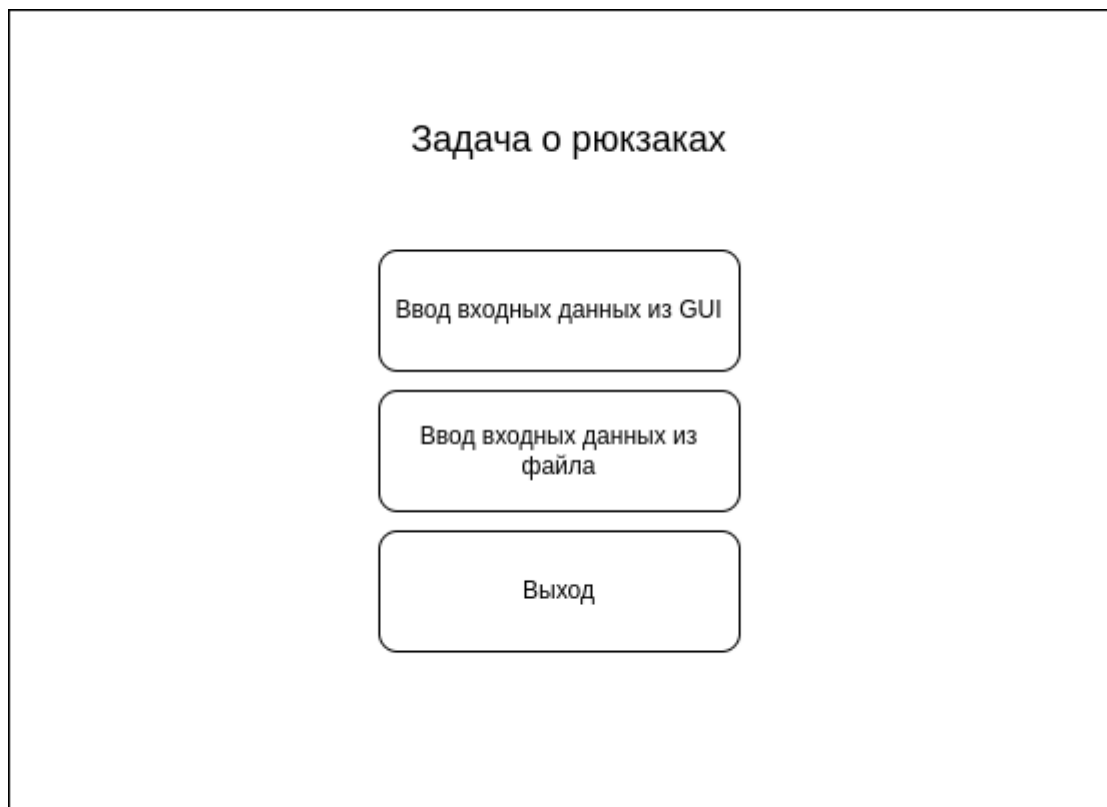 Задача о рюкзаках
Ввод входных данных из GUI
Ввод входных данных из
файла
Выход